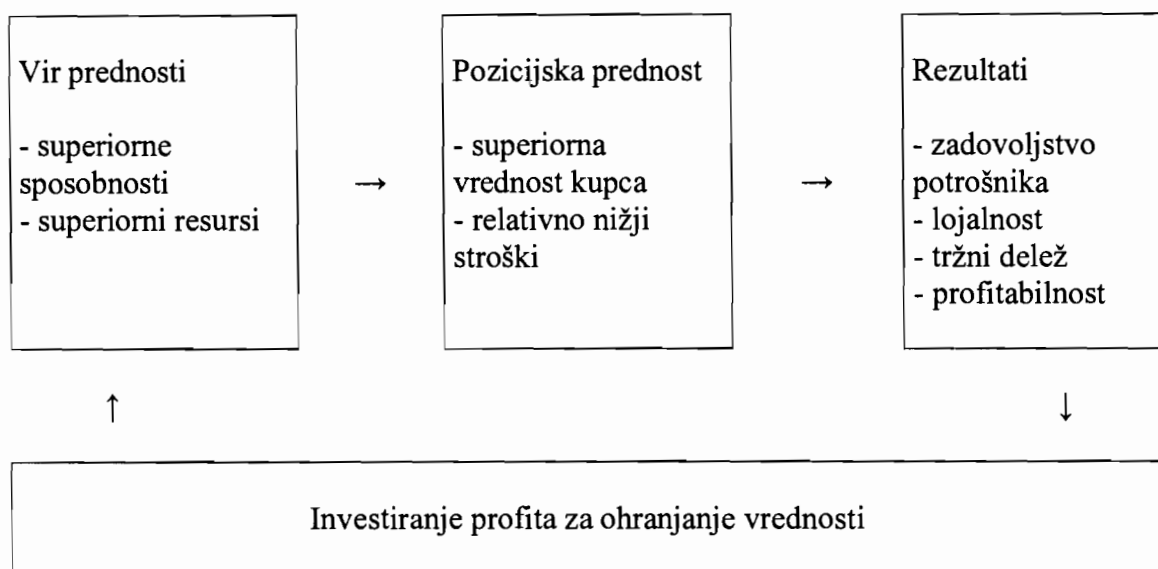 Vir prednosti
- superiorne
sposobnosti
- superiorni resursi
→
Pozicijska prednost
- superiorna
vrednost kupca
- relativno nižji
stroški
→
Rezultati
- zadovoljstvo
potrošnika
- lojalnost
- tržni delež
- profitabilnost
↑
↓
Investiranje profita za ohranjanje vrednosti